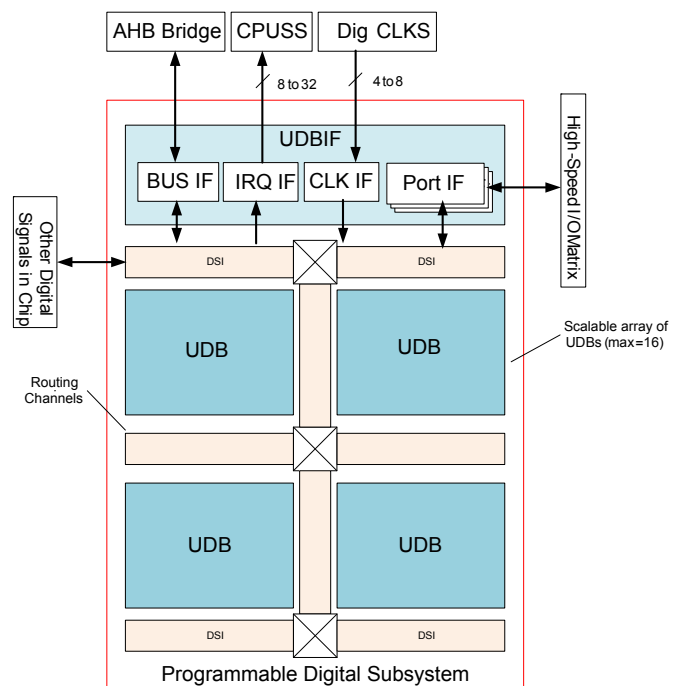 AHB Bridge
CPUSS
Dig CLKS
8 to 32
4 to 8
UDBIF
BUS IF
IRQ IF
CLK IF
Port IF
High-Speed I/O Matrix
Other Digital
Signals in Chip
DSI
DSI
UDB
UDB
Scalable array of
UDBs (max=16)
Routing
Channels
UDB
UDB
DSI
DSI
Programmable Digital Subsystem